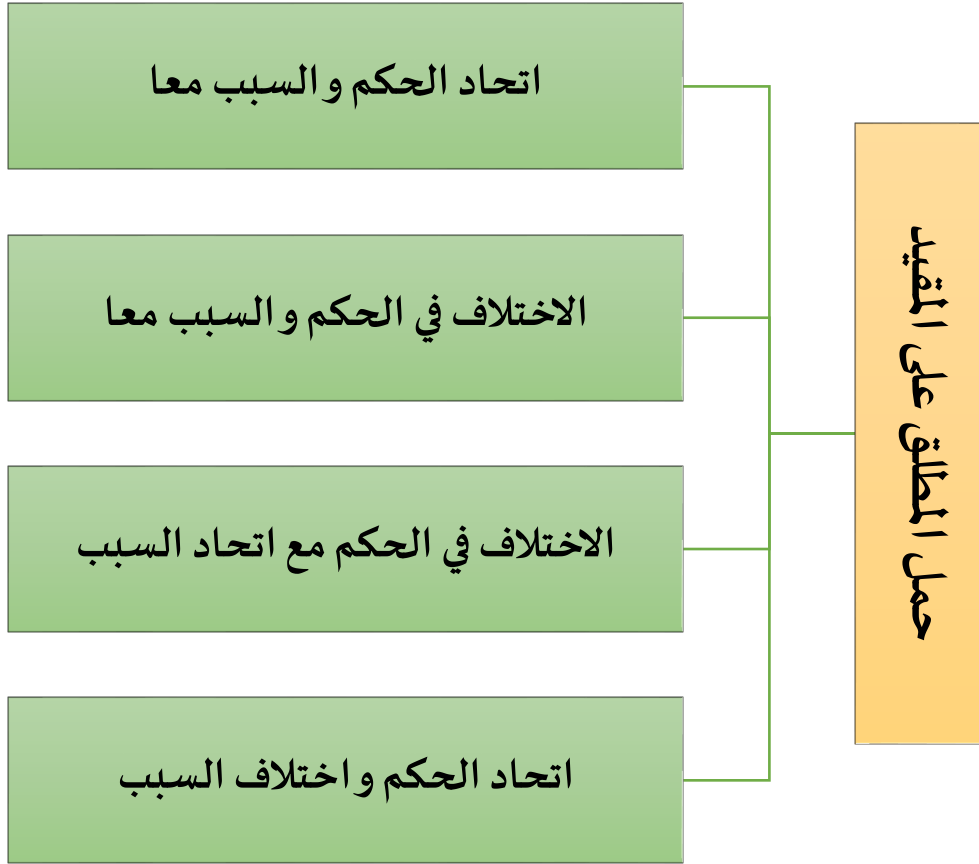 حمل المطلق على المقيد
اتحاد الحكم والسبب معا
الاختلاف في الحكم والسبب معا
الاختلاف في الحكم مع اتحاد السبب
اتحاد الحكم واختلاف السبب